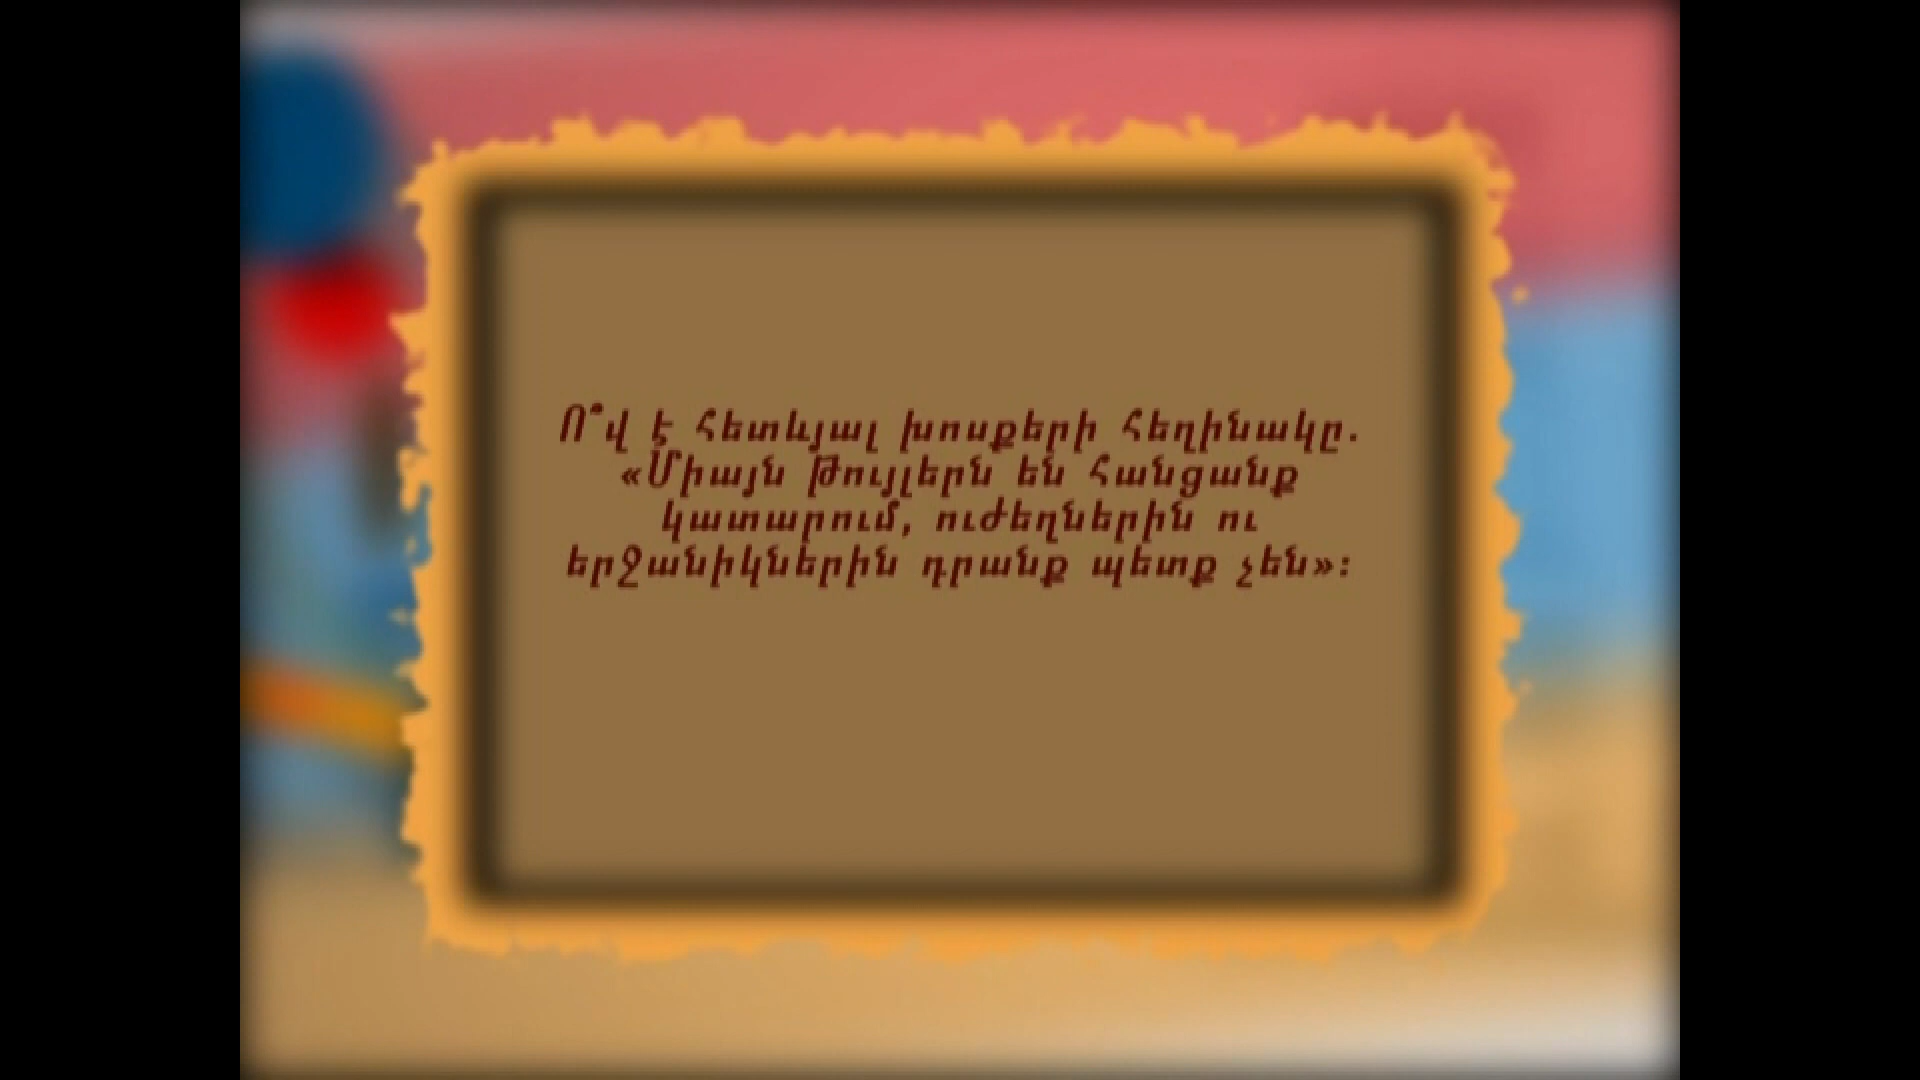 Ո՞վ է հետևյալ խոսքերի հեղինակը.
«Միայն թույլերն են հանցանք
կատարում, ուժեղներին ու
երջանիկներին դրանք պետք չեն»: